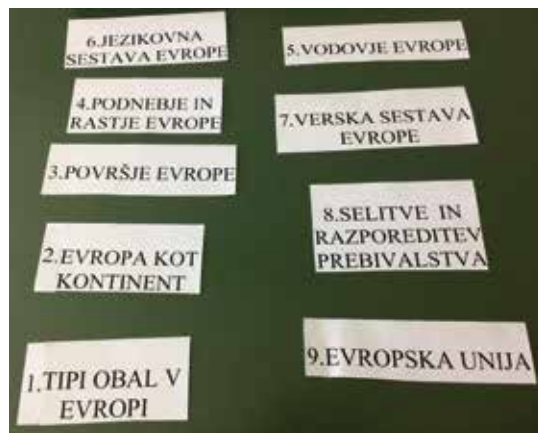 6.JEZIKOVNA
SESTAVA EVROPE
5.VODOVJE EVROPE
4.PODNEBJE IN
RASTJE EVROPE
7.VERSKA SESTAVA
EVROPE
3.POVRŠJE EVROPE
8.SELITVE IN
RAZPOREDITEV
PREBIVALSTVA
2.EVROPA KOT
KONTINENT
1.TIPI OBAL V
EVROPI
9.EVROPSKA UNIJA